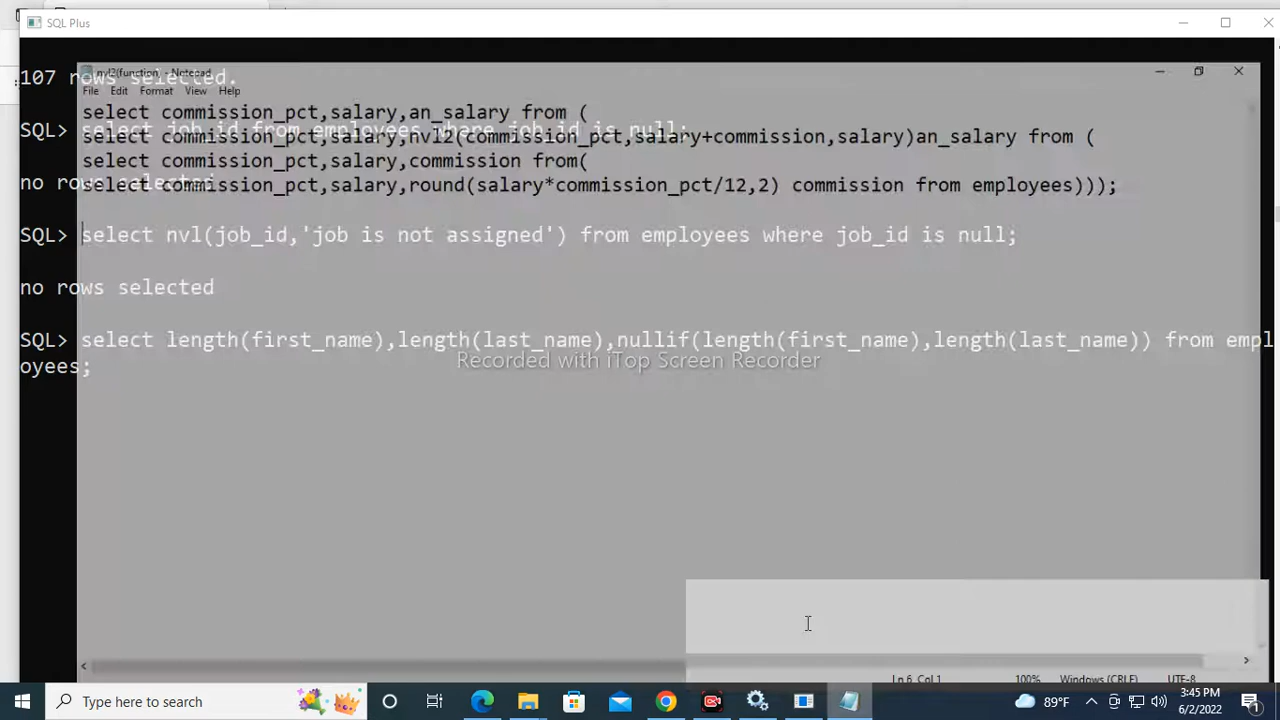 SQL Plus
107 rows selected.
nvl2(function) - Notepad
File Edit Format View Help
select commission_pct,salary,an_salary from (
SQL> select job_id from employees where job_id is null;
select commission_pct,salary,nvl2(commission_pct,salary+commission,salary)an_salary from (
select commission_pct,salary,commission from(
no rows selected
select commission_pct,salary,round(salary*commission_pct/12,2) commission from employees)));
SQL> select nvl(job_id,'job is not assigned') from employees where job_id is null;
no rows selected
SQL> select length(first_name),length(last_name),nullif(length(first_name),length(last_name)) from empl
oyees;
Recorded with iTop Screen Recorder
Ln 6, Col 1 100% Windows (CRLF) UTF-8
Type here to search
89°F
3:45 PM
6/2/2022
1